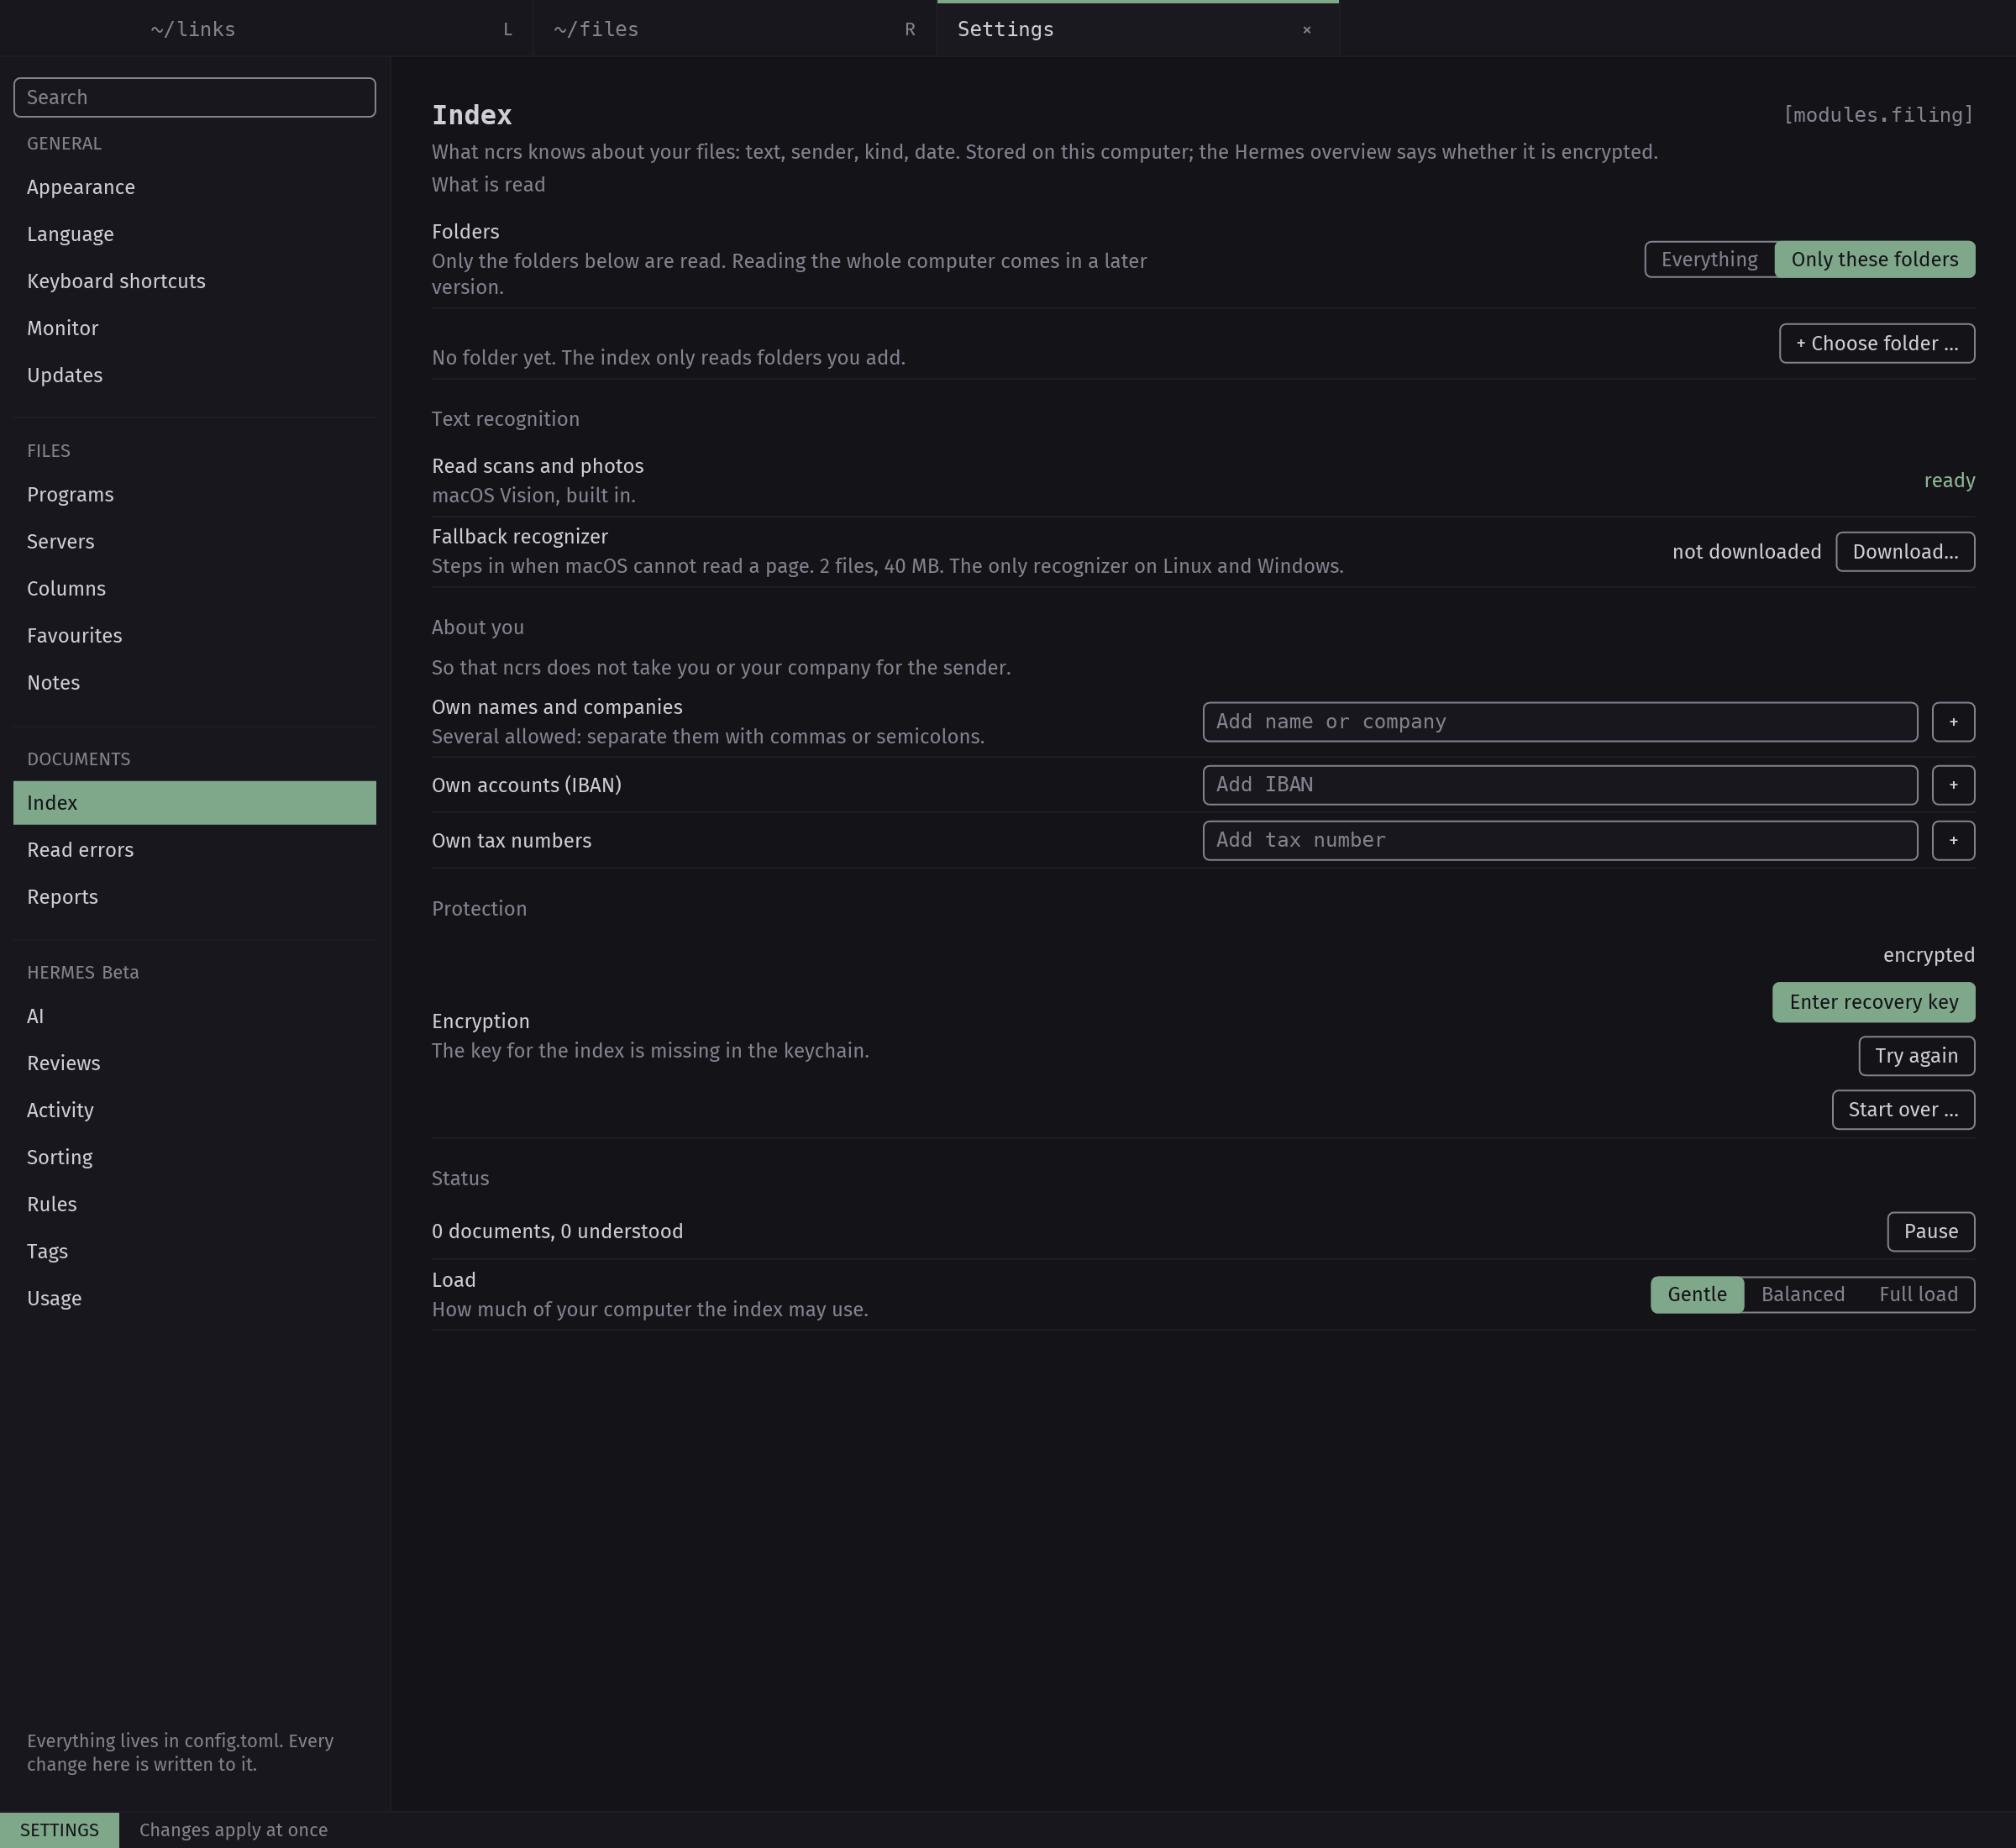 ~/links L ~/files R Settings ×
Search
GENERAL
Appearance
Language
Keyboard shortcuts
Monitor
Updates
FILES
Programs
Servers
Columns
Favourites
Notes
DOCUMENTS
Index
Read errors
Reports
HERMES Beta
AI
Reviews
Activity
Sorting
Rules
Tags
Usage
Everything lives in config.toml. Every
change here is written to it.
Index [modules.filing]
What ncrs knows about your files: text, sender, kind, date. Stored on this computer; the Hermes overview says whether it is encrypted.
What is read
Folders
Only the folders below are read. Reading the whole computer comes in a later
version.
Everything Only these folders
No folder yet. The index only reads folders you add.
+ Choose folder ...
Text recognition
Read scans and photos
macOS Vision, built in.
ready
Fallback recognizer
Steps in when macOS cannot read a page. 2 files, 40 MB. The only recognizer on Linux and Windows.
not downloaded Download...
About you
So that ncrs does not take you or your company for the sender.
Own names and companies
Several allowed: separate them with commas or semicolons.
Add name or company +
Own accounts (IBAN) Add IBAN +
Own tax numbers Add tax number +
Protection
encrypted
Encryption
The key for the index is missing in the keychain.
Enter recovery key
Try again
Start over ...
Status
0 documents, 0 understood Pause
Load
How much of your computer the index may use.
Gentle Balanced Full load
SETTINGS Changes apply at once